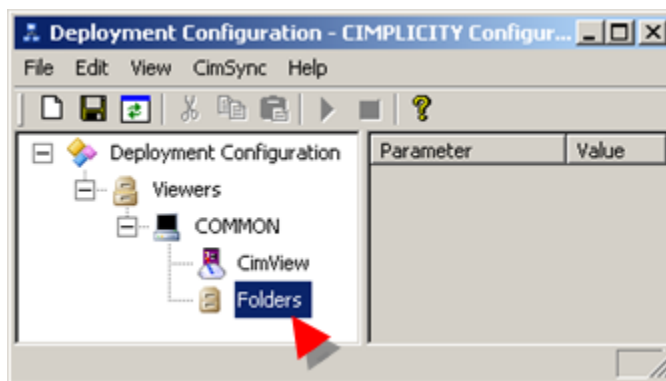 Deployment Configuration - CIMPLICITY Configur...
File Edit View CimSync Help
Deployment Configuration
Parameter Value
Viewers
COMMON
CimView
Folders